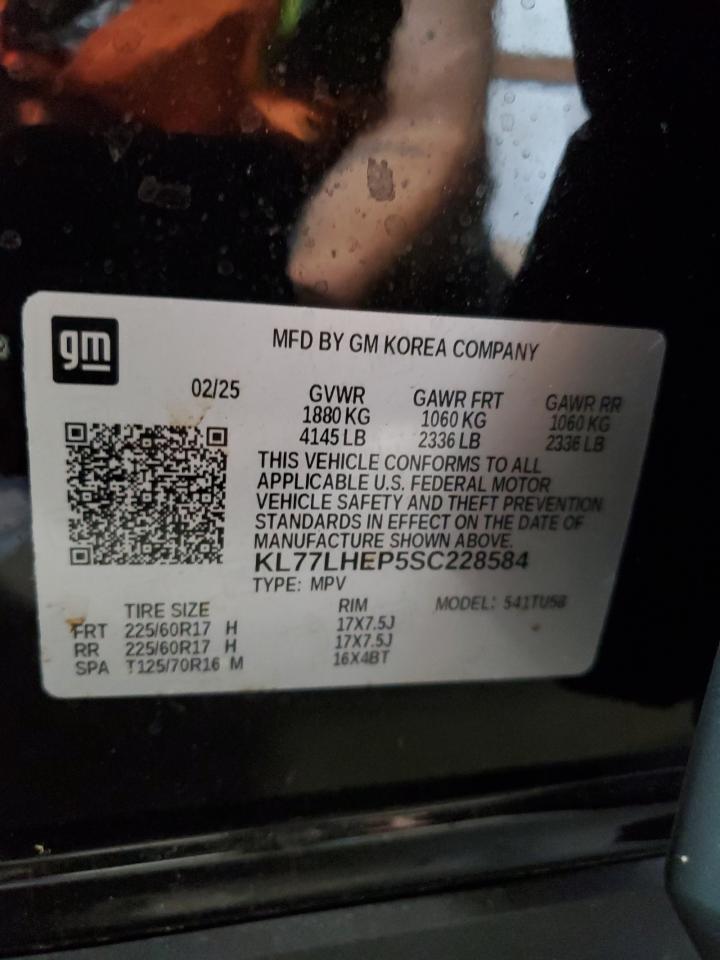 gm
MFD BY GM KOREA COMPANY
02/25 GVWR GAWR FRT GAWR RR
1880 KG 1060 KG 1060 KG
4145 LB 2336 LB 2336 LB
THIS VEHICLE CONFORMS TO ALL
APPLICABLE U.S. FEDERAL MOTOR
VEHICLE SAFETY AND THEFT PREVENTION
STANDARDS IN EFFECT ON THE DATE OF
MANUFACTURE SHOWN ABOVE.
KL77LHEP5SC228584
TYPE: MPV
TIRE SIZE RIM MODEL: 541TU58
FRT 225/60R17 H 17X7.5J
RR 225/60R17 H 17X7.5J
SPA T125/70R16 M 16X4BT